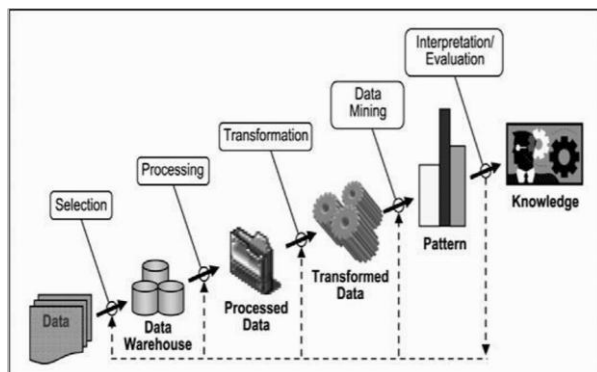 Interpretation/
Evaluation
Data
Mining
Transformation
Processing
Selection
Knowledge
Pattern
Transformed
Data
Processed
Data
Data
Warehouse
Data